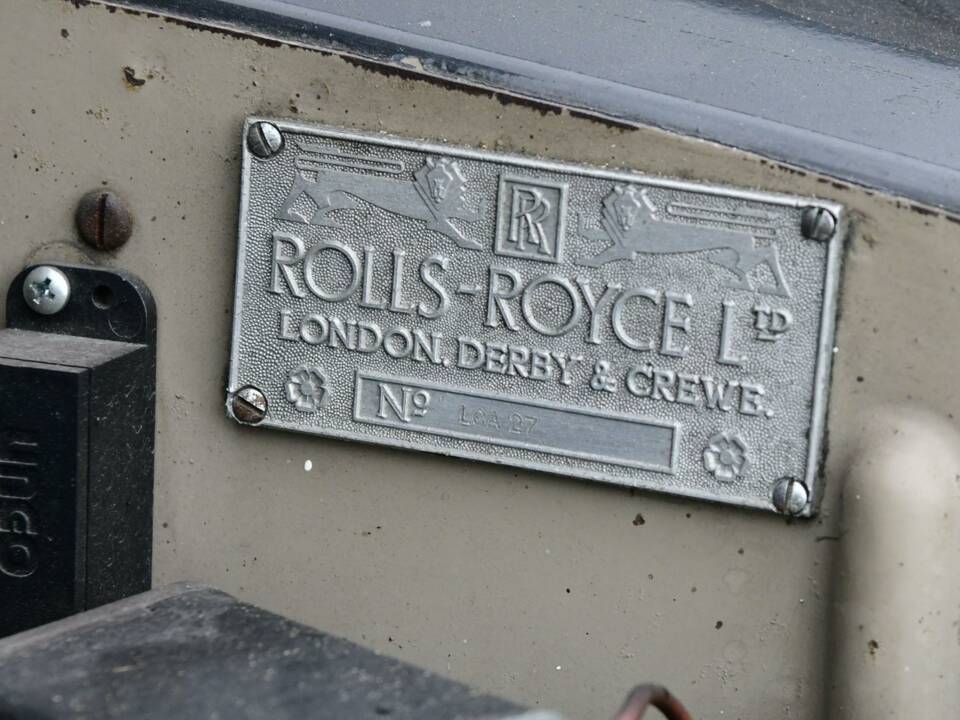 RR
ROLLS-ROYCE LTD
LONDON. DERBY & CREWE.
Nº LCA 27